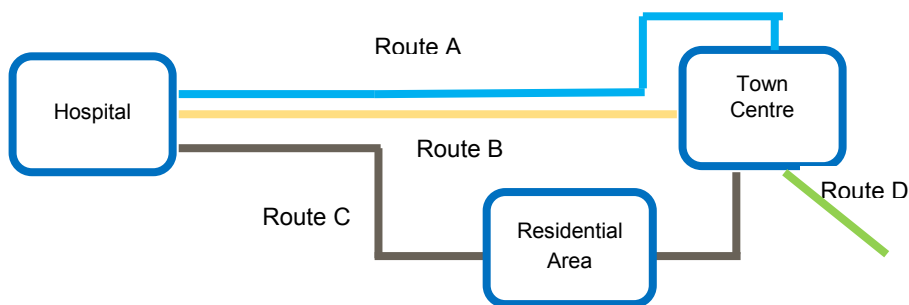 Route A
Hospital
Town
Centre
Route B
Route D
Route C
Residential
Area